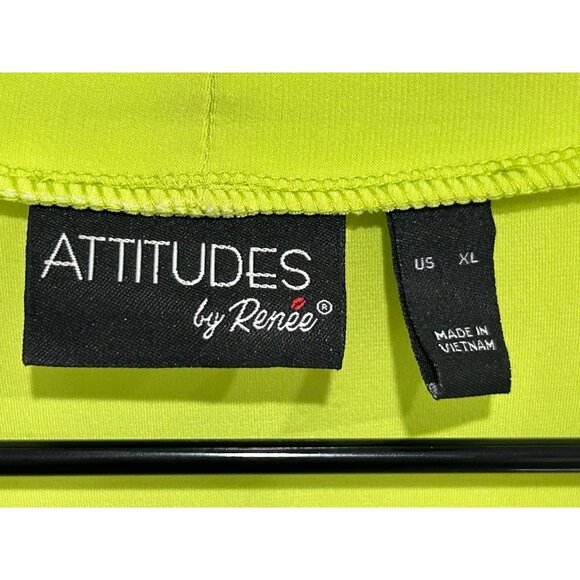 ATTITUDES
by Renée®
US XL
MADE IN
VIETNAM